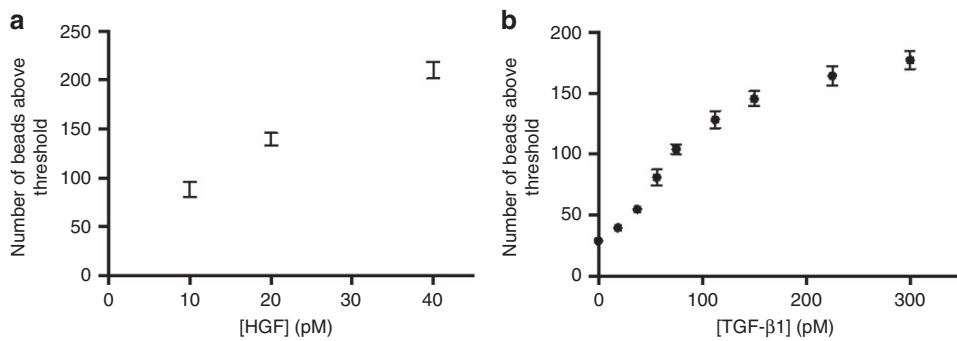 a
Number of beads above
threshold
250
200
150
100
50
0
0 10 20 30 40
[HGF] (pM)
b
Number of beads above
threshold
200
150
100
50
0
0 100 200 300
[TGF-β1] (pM)